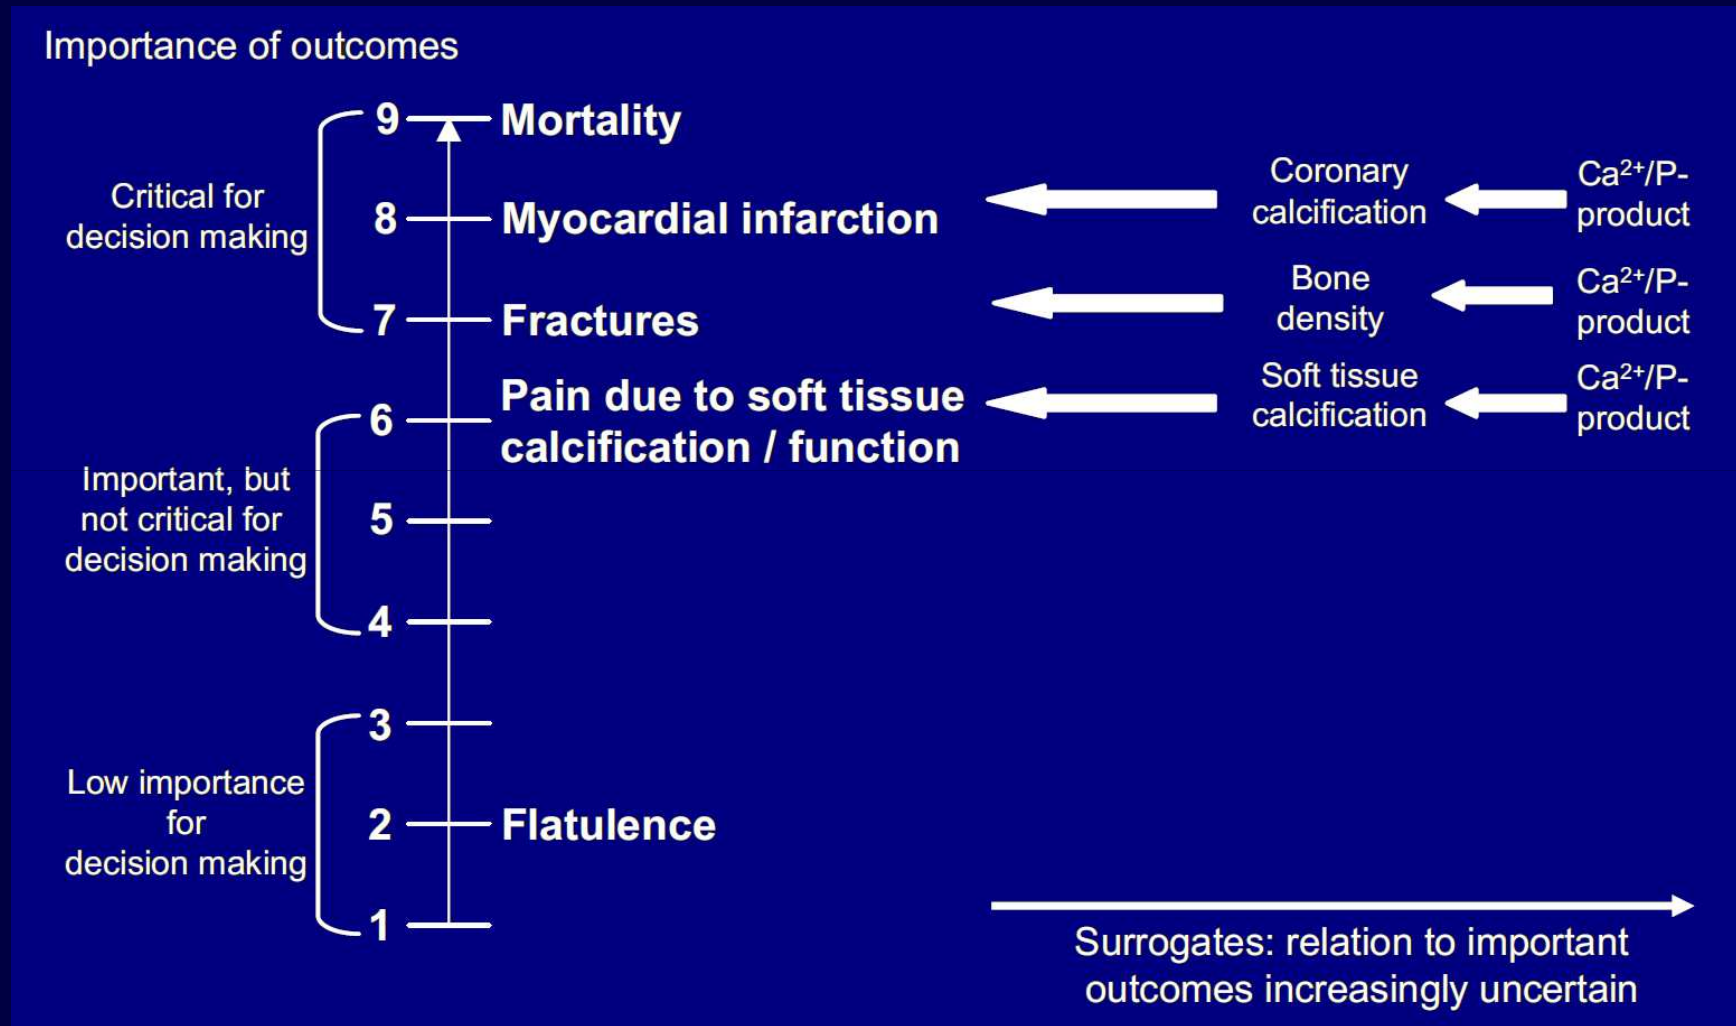 Importance of outcomes
9
Mortality
Critical for
decision making
8
Myocardial infarction
Coronary
calcification
Ca²⁺/P-
product
7
Fractures
Bone
density
Ca²⁺/P-
product
6
Pain due to soft tissue
calcification / function
Soft tissue
calcification
Ca²⁺/P-
product
Important, but
not critical for
decision making
5
4
3
Low importance
for
decision making
2
Flatulence
1
Surrogates: relation to important
outcomes increasingly uncertain